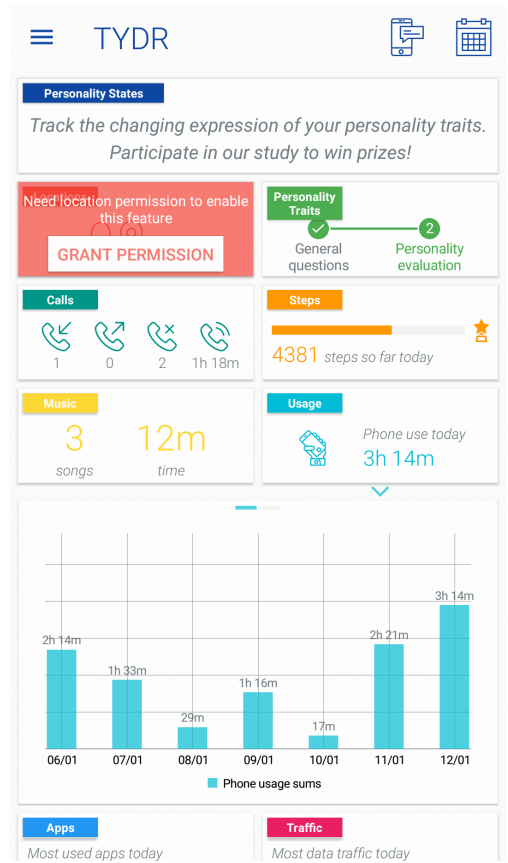 TYDR
Personality States
Track the changing expression of your personality traits.
Participate in our study to win prizes!
Locations
Need location permission to enable
this feature
GRANT PERMISSION
Personality
Traits
2
General
questions
Personality
evaluation
Calls
1
0
2
1h 18m
Steps
4381 steps so far today
Music
3
12m
songs
time
Usage
Phone use today
3h 14m
2h 14m
1h 33m
29m
1h 16m
17m
2h 21m
3h 14m
06/01
07/01
08/01
09/01
10/01
11/01
12/01
Phone usage sums
Apps
Most used apps today
Traffic
Most data traffic today